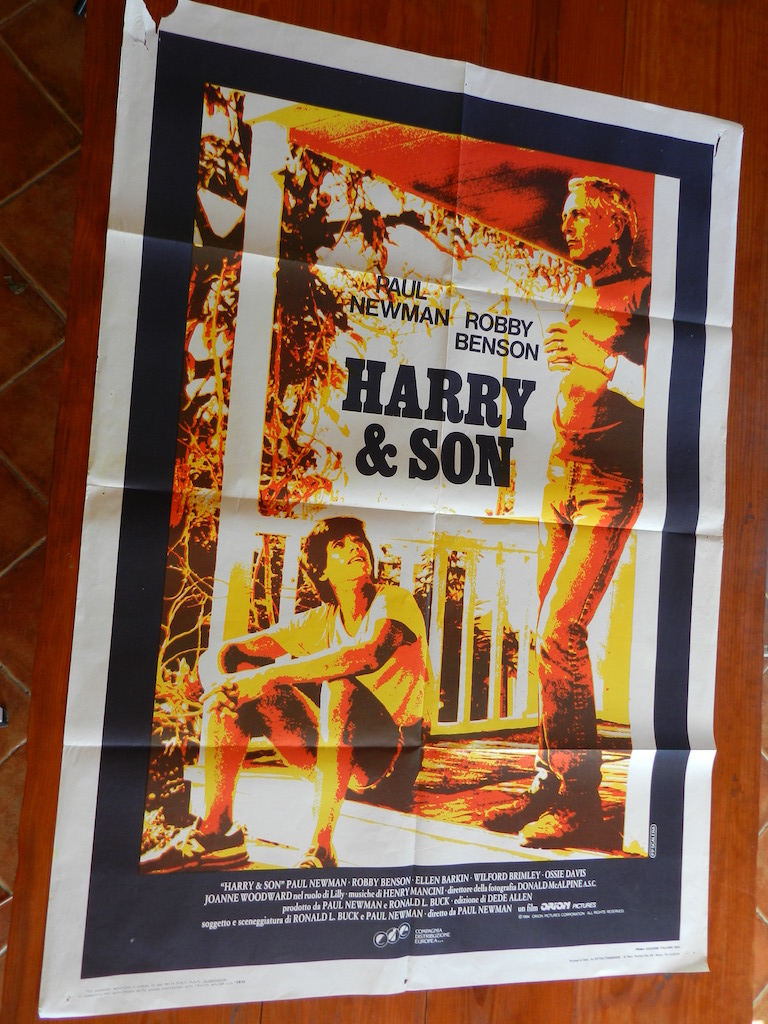 PAUL
NEWMAN
ROBBY
BENSON
HARRY
& SON
"HARRY & SON" PAUL NEWMAN · ROBBY BENSON · ELLEN BARKIN · WILFORD BRIMLEY · OSSIE DAVIS
JOANNE WOODWARD nel ruolo di Lilly · musiche di HENRY MANCINI · direttore della fotografia DONALD McALPINE A.S.C.
prodotto da PAUL NEWMAN e RONALD L. BUCK · edizione di DEDE ALLEN
soggetto e sceneggiatura di RONALD L. BUCK e PAUL NEWMAN · diretto da PAUL NEWMAN
un film ORION PICTURES
© 1984 ORION PICTURES CORPORATION ALL RIGHTS RESERVED.
cde
COMPAGNIA
DISTRIBUZIONE
EUROPEA